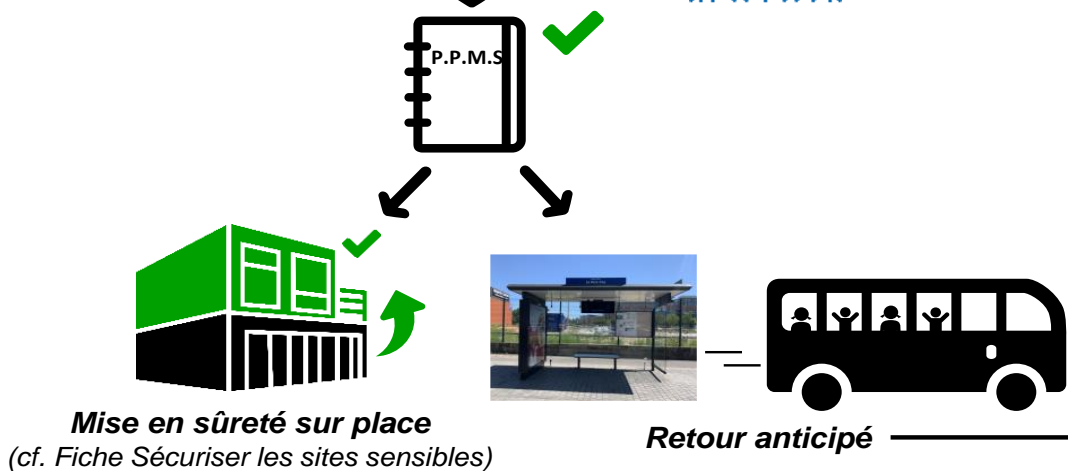 P.P.M.S
Mise en sûreté sur place
(cf. Fiche Sécuriser les sites sensibles)
Retour anticipé